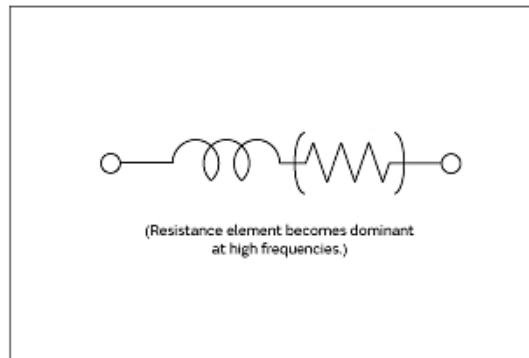 (Resistance element becomes dominant
at high frequencies.)